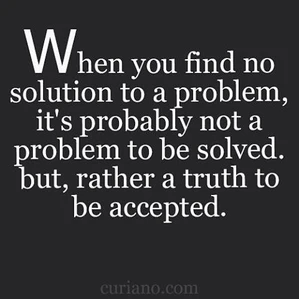 When you find no
solution to a problem,
it's probably not a
problem to be solved.
but, rather a truth to
be accepted.
curiano.com